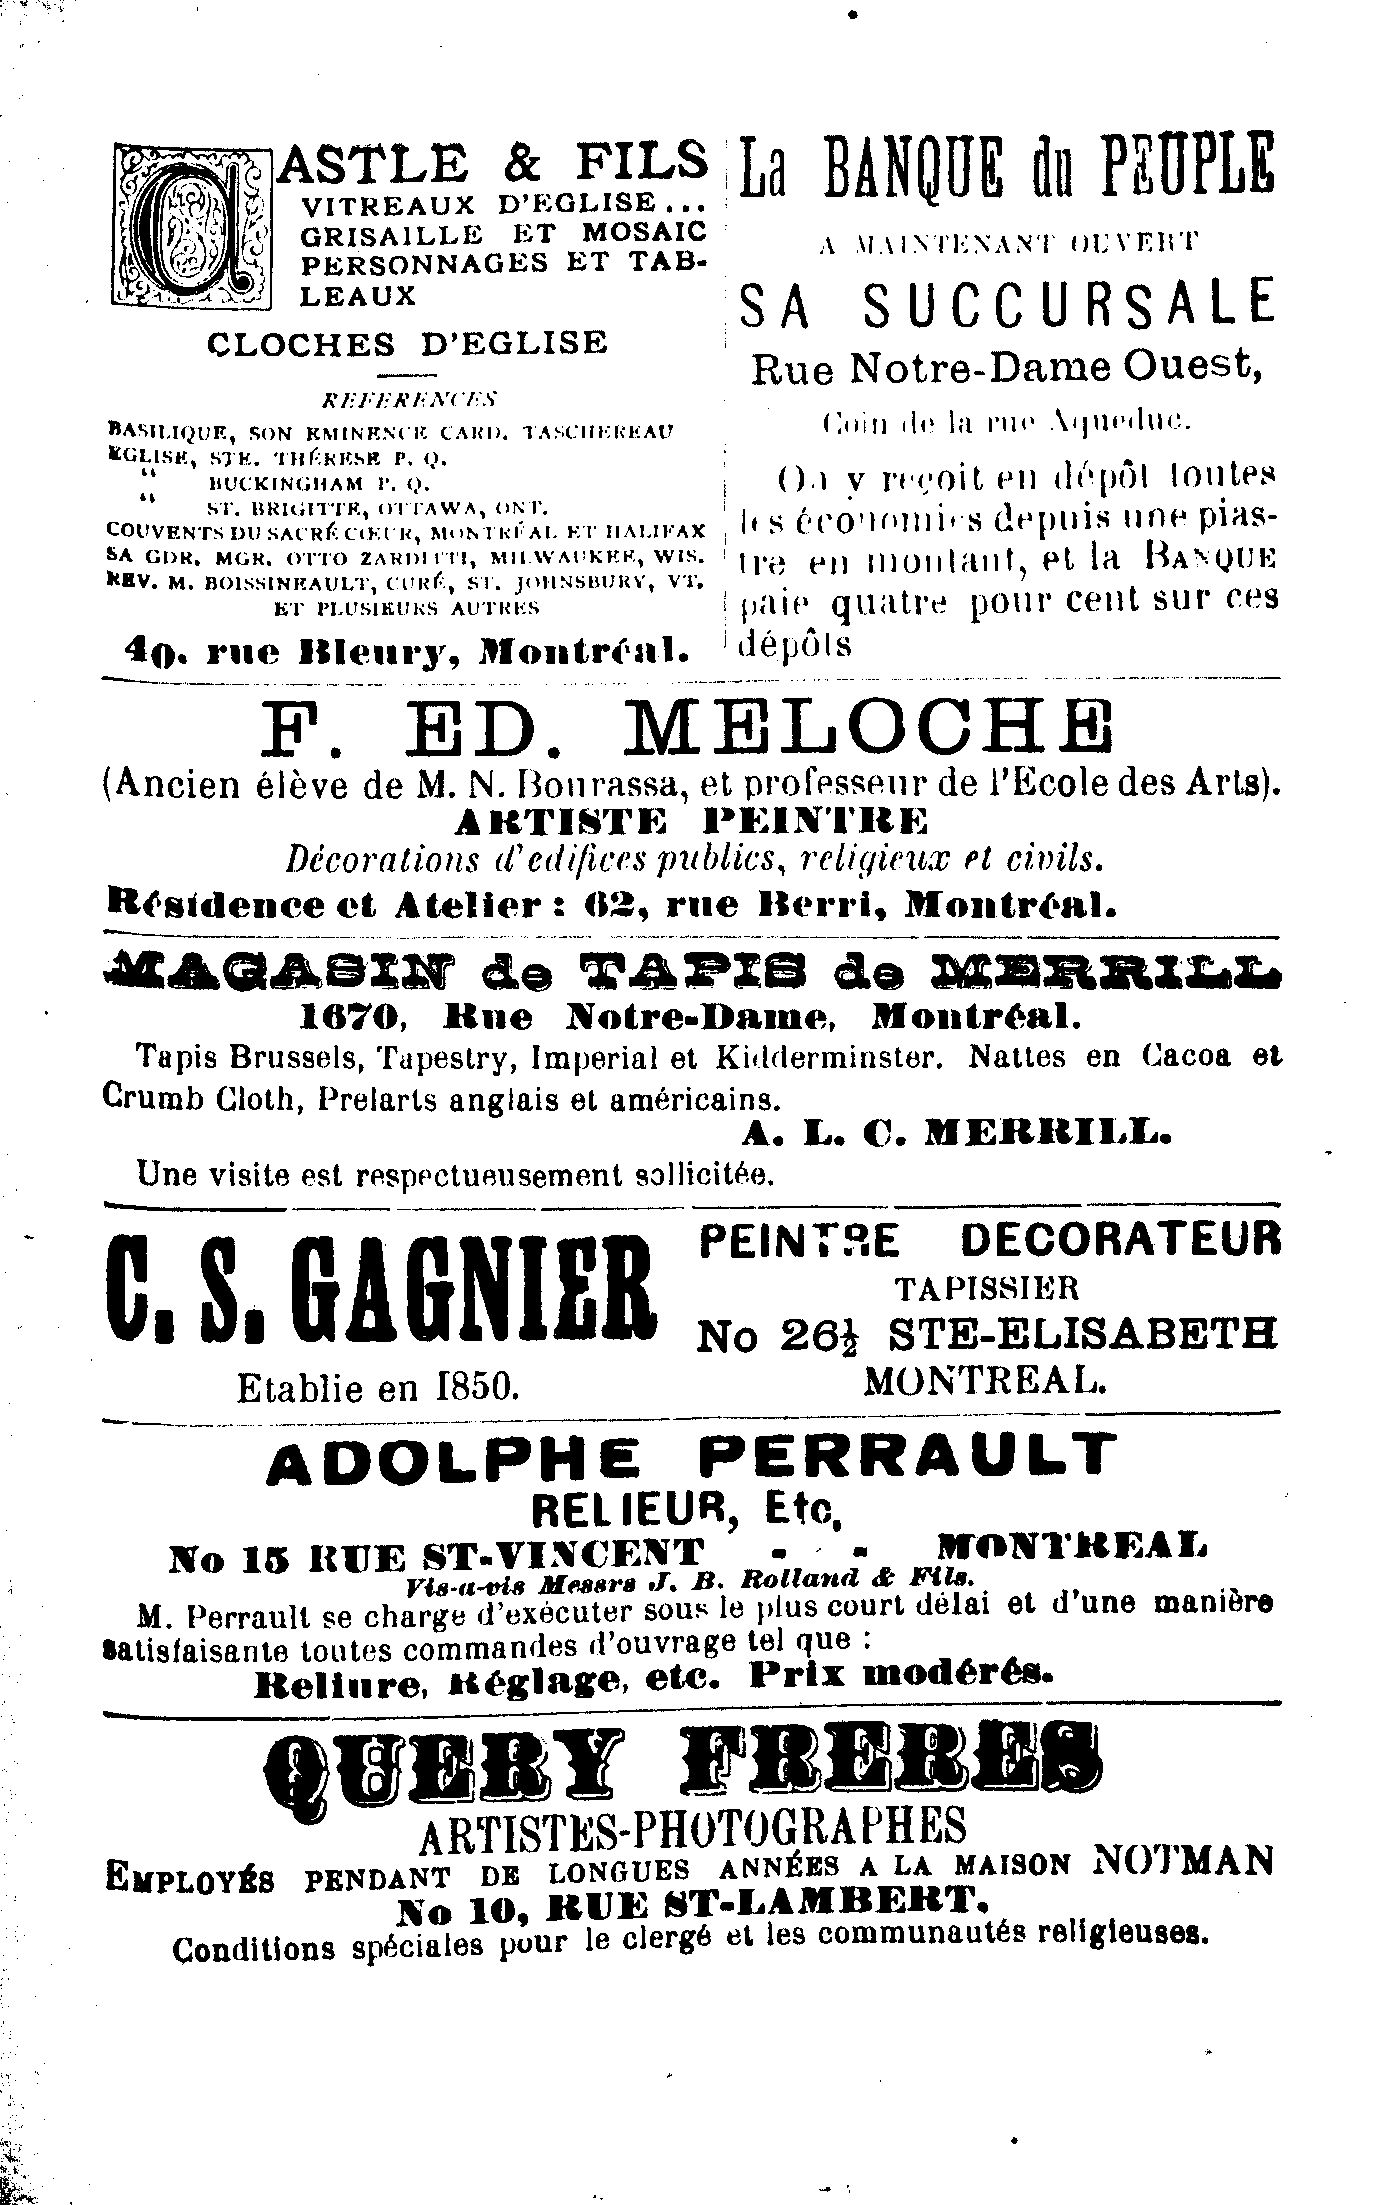 CASTLE & FILS
VITREAUX D'EGLISE...
GRISAILLE ET MOSAIC
PERSONNAGES ET TAB-
LEAUX
CLOCHES D'EGLISE
REFERENCES
BASILIQUE, SON EMINENCE CARD. TASCHEREAU
EGLISE, STE. THÉRESE P. Q.
" BUCKINGHAM P. Q.
" ST. BRIGITTE, OTTAWA, ONT.
COUVENTS DU SACRÉ CŒUR, MONTRÉAL ET HALIFAX
SA GDR. MGR. OTTO ZARDITTI, MILWAUKEE, WIS.
REV. M. BOISSINEAULT, CURÉ, ST. JOHNSBURY, VT.
ET PLUSIEURS AUTRES
40. rue Bleury, Montréal.
La BANQUE du PEUPLE
A MAINTENANT OUVERT
SA SUCCURSALE
Rue Notre-Dame Ouest,
Coin de la rue Aqueduc.
On y reçoit en dépôt toutes
les économies depuis une pias-
tre en montant, et la BANQUE
paie quatre pour cent sur ces
dépôts
F. ED. MELOCHE
(Ancien élève de M. N. Bourassa, et professeur de l'Ecole des Arts).
ARTISTE PEINTRE
Décorations d'edifices publics, religieux et civils.
Résidence et Atelier : 62, rue Berri, Montréal.
MAGASIN de TAPIS de MERRILL
1670, Rue Notre-Dame, Montréal.
Tapis Brussels, Tapestry, Imperial et Kidderminster. Nattes en Cacoa et
Crumb Cloth, Prelarts anglais et américains.
A. L. C. MERRILL.
Une visite est respectueusement sollicitée.
C. S. GAGNIER
Etablie en 1850.
PEINTRE DECORATEUR
TAPISSIER
No 26½ STE-ELISABETH
MONTREAL.
ADOLPHE PERRAULT
RELIEUR, Etc,
No 15 RUE ST-VINCENT - - MONTREAL
Vis-a-vis Messrs J. B. Rolland & Fils.
M. Perrault se charge d'exécuter sous le plus court délai et d'une manière
satisfaisante toutes commandes d'ouvrage tel que :
Reliure, Réglage, etc. Prix modérés.
QUERY FRERES
ARTISTES-PHOTOGRAPHES
EMPLOYÉS PENDANT DE LONGUES ANNÉES A LA MAISON NOTMAN
No 10, RUE ST-LAMBERT.
Conditions spéciales pour le clergé et les communautés religieuses.